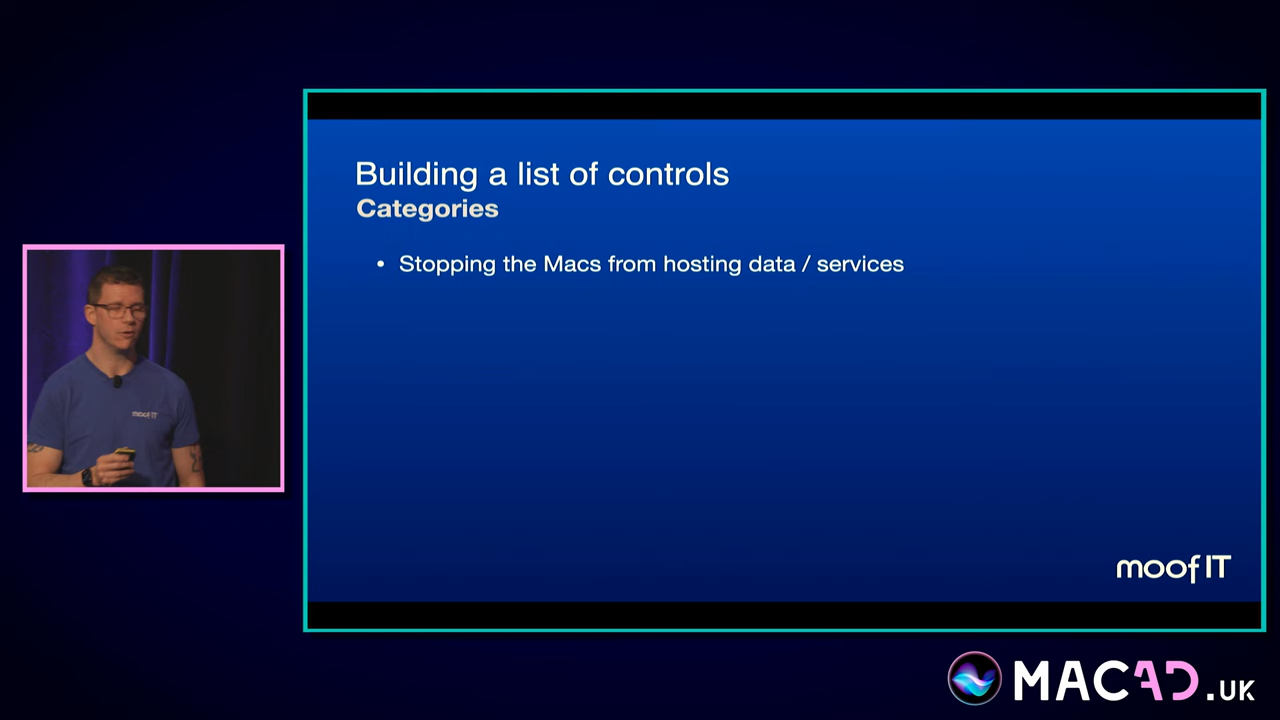 Building a list of controls
Categories
• Stopping the Macs from hosting data / services
moof IT
moof IT
MACAD.UK